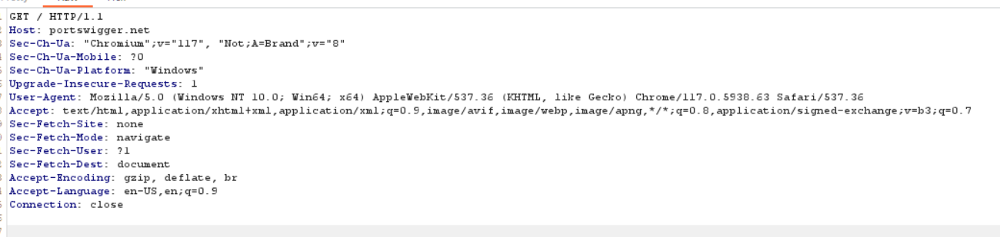 GET / HTTP/1.1
Host: portswigger.net
Sec-Ch-Ua: "Chromium";v="117", "Not;A=Brand";v="8"
Sec-Ch-Ua-Mobile: ?0
Sec-Ch-Ua-Platform: "Windows"
Upgrade-Insecure-Requests: 1
User-Agent: Mozilla/5.0 (Windows NT 10.0; Win64; x64) AppleWebKit/537.36 (KHTML, like Gecko) Chrome/117.0.5938.63 Safari/537.36
Accept: text/html,application/xhtml+xml,application/xml;q=0.9,image/avif,image/webp,image/apng,*/*;q=0.8,application/signed-exchange;v=b3;q=0.7
Sec-Fetch-Site: none
Sec-Fetch-Mode: navigate
Sec-Fetch-User: ?1
Sec-Fetch-Dest: document
Accept-Encoding: gzip, deflate, br
Accept-Language: en-US,en;q=0.9
Connection: close